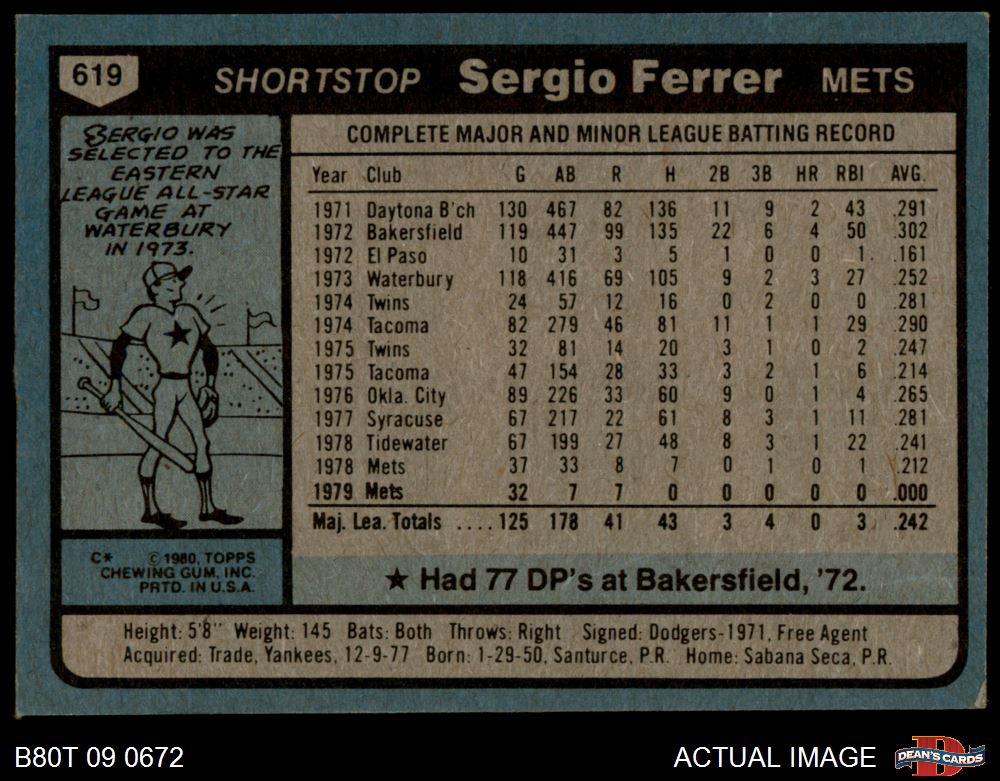 619 SHORTSTOP Sergio Ferrer METS
SERGIO WAS
SELECTED TO THE
EASTERN
LEAGUE ALL-STAR
GAME AT
WATERBURY
IN 1973.
COMPLETE MAJOR AND MINOR LEAGUE BATTING RECORD
Year Club G AB R H 2B 3B HR RBI AVG.
1971 Daytona B'ch 130 467 82 136 11 9 2 43 .291
1972 Bakersfield 119 447 99 135 22 6 4 50 .302
1972 El Paso 10 31 3 5 1 0 0 1 .161
1973 Waterbury 118 416 69 105 9 2 3 27 .252
1974 Twins 24 57 12 16 0 2 0 0 .281
1974 Tacoma 82 279 46 81 11 1 1 29 .290
1975 Twins 32 81 14 20 3 1 0 2 .247
1975 Tacoma 47 154 28 33 3 2 1 6 .214
1976 Okla. City 89 226 33 60 9 0 1 4 .265
1977 Syracuse 67 217 22 61 8 3 1 11 .281
1978 Tidewater 67 199 27 48 8 3 1 22 .241
1978 Mets 37 33 8 7 0 1 0 1 .212
1979 Mets 32 7 7 0 0 0 0 0 .000
Maj. Lea. Totals .... 125 178 41 43 3 4 0 3 .242
C* © 1980, TOPPS
CHEWING GUM, INC.
PRTD. IN U.S.A.
★ Had 77 DP's at Bakersfield, '72.
Height: 5'8" Weight: 145 Bats: Both Throws: Right Signed: Dodgers-1971, Free Agent
Acquired: Trade, Yankees, 12-9-77 Born: 1-29-50, Santurce, P.R. Home: Sabana Seca, P.R.
B80T 09 0672 ACTUAL IMAGE DEAN'S CARDS